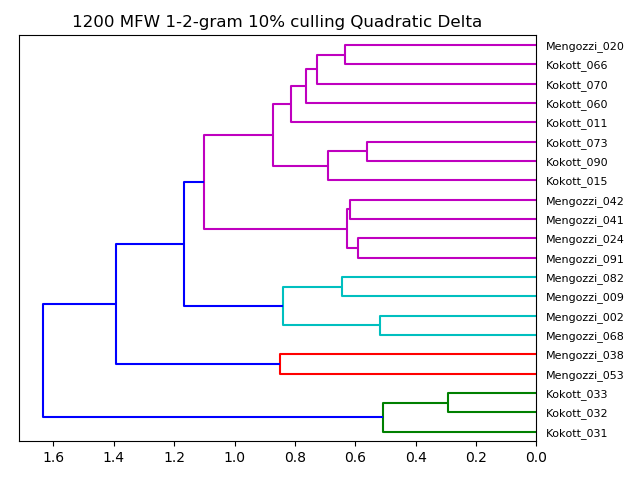 1200 MFW 1-2-gram 10% culling Quadratic Delta
Mengozzi_020
Kokott_066
Kokott_070
Kokott_060
Kokott_011
Kokott_073
Kokott_090
Kokott_015
Mengozzi_042
Mengozzi_041
Mengozzi_024
Mengozzi_091
Mengozzi_082
Mengozzi_009
Mengozzi_002
Mengozzi_068
Mengozzi_038
Mengozzi_053
Kokott_033
Kokott_032
Kokott_031
1.6 1.4 1.2 1.0 0.8 0.6 0.4 0.2 0.0